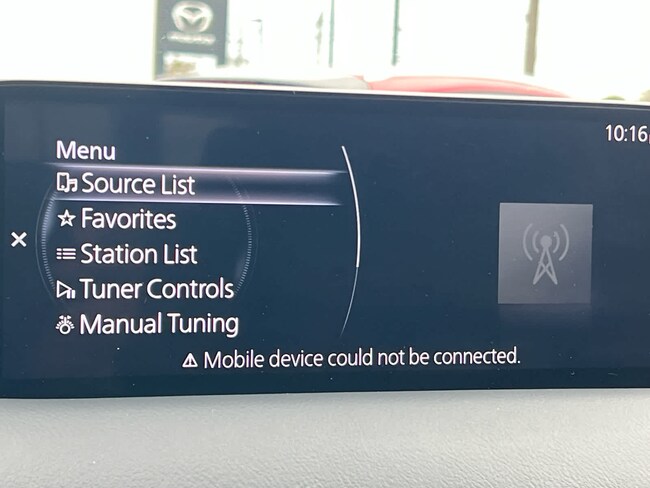 10:16
Menu
Source List
Favorites
Station List
Tuner Controls
Manual Tuning
Mobile device could not be connected.